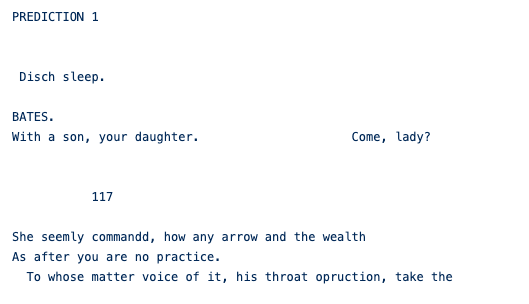 PREDICTION 1
Disch sleep.
BATES.
With a son, your daughter. Come, lady?
117
She seemly commandd, how any arrow and the wealth
As after you are no practice.
To whose matter voice of it, his throat opruction, take the